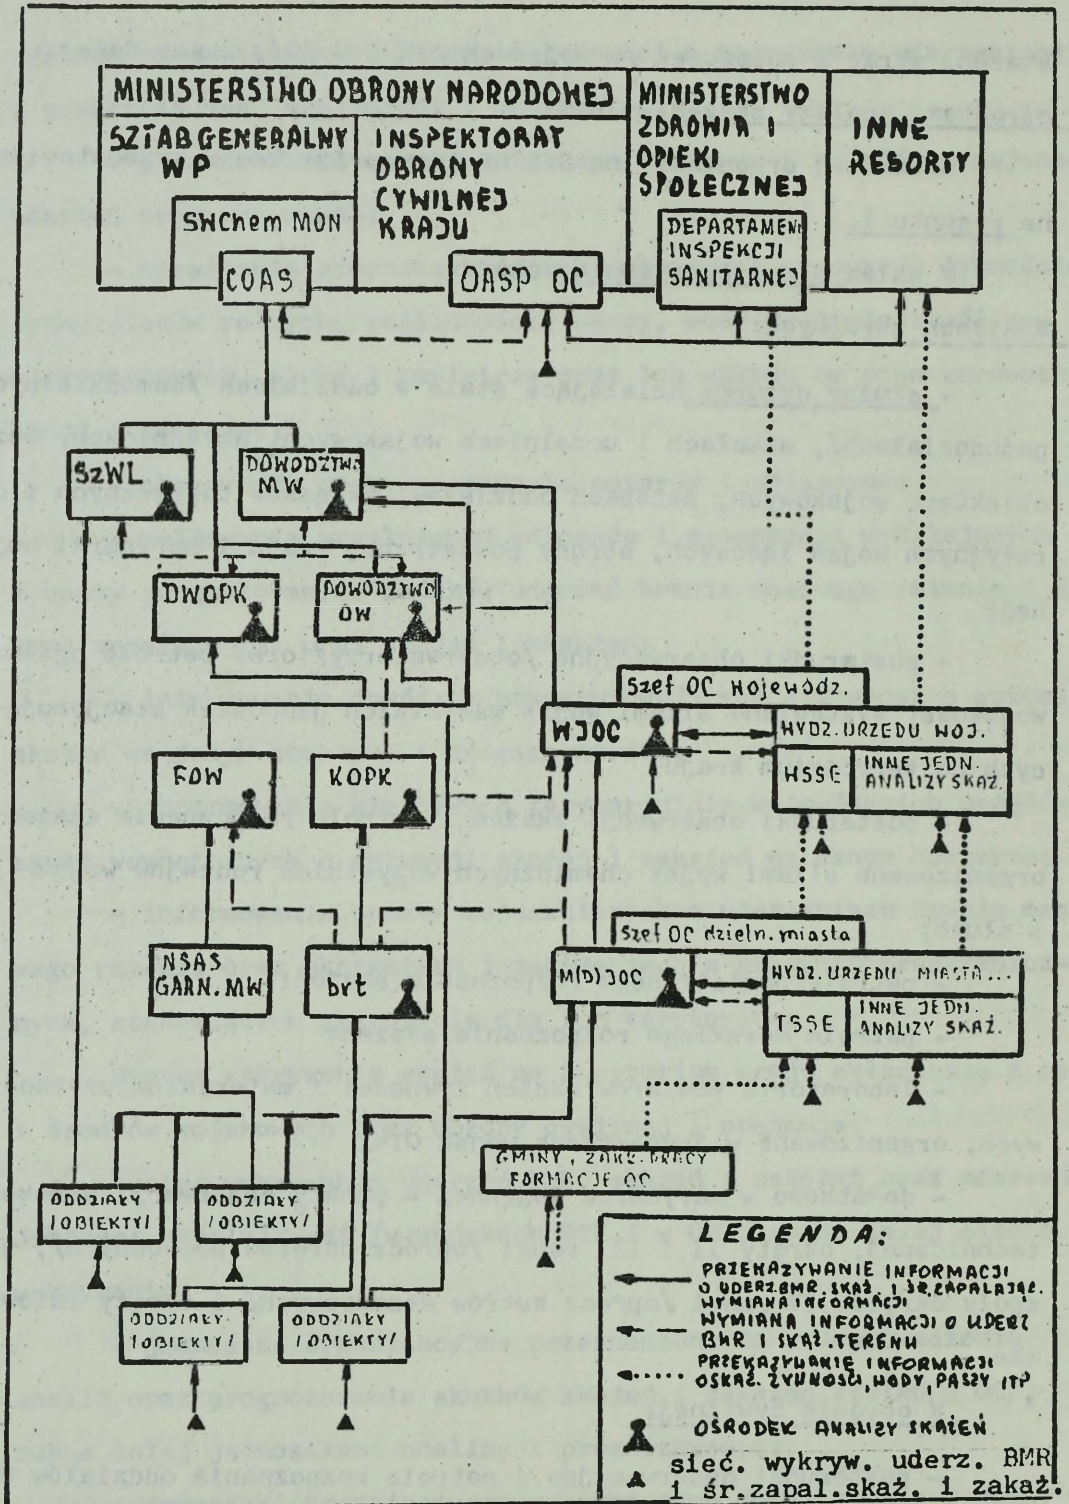 MINISTERSTWO OBRONY NARODOWEJ
SZTAB GENERALNY
WP
SWChem MON
COAS
INSPEKTORAT
OBRONY
CYWILNEJ
KRAJU
OASP OC
MINISTERSTWO
ZDROWIA I
OPIEKI
SPOŁECZNEJ
DEPARTAMEN
INSPEKCJI
SANITARNEJ
INNE
RESORTY
SzWL
DOWODZTWO
MW
DWOPK
DOWODZTWO
OW
Szef OC Wojewódz.
WJOC
WYDZ. URZEDU WOJ.
WSSE
INNE JEDN.
ANALIZY SKAŻ.
FOW
KOPK
Szef OC dzieln. miasta
NSAS
GARN. MW
brt
M(D)JOC
WYDZ. URZEDU MIASTA...
TSSE
INNE JEDN.
ANALIZY SKAŻ.
GMINY, ZAKŁ. PRACY
FORMACJE OC
ODDZIAŁY
/OBIEKTY/
ODDZIAŁY
/OBIEKTY/
ODDZIAŁY
/OBIEKTY/
ODDZIAŁY
/OBIEKTY/
LEGENDA:
PRZEKAZYWANIE INFORMACJI
O UDERZ. BMR. SKAŻ. I ŚR. ZAPALAJĄC.
WYMIANA INFORMACJI
WYMIANA INFORMACJI O UDERZ
BMR I SKAŻ. TERENU
PRZEKAZYWANIE INFORMACJI
O SKAŻ. ŻYWNOŚCI, WODY, PASZY ITP
OŚRODEK ANALIZY SKAŻEŃ
sieć. wykryw. uderz. BMR
i śr.zapal.skaż. i zakaż.